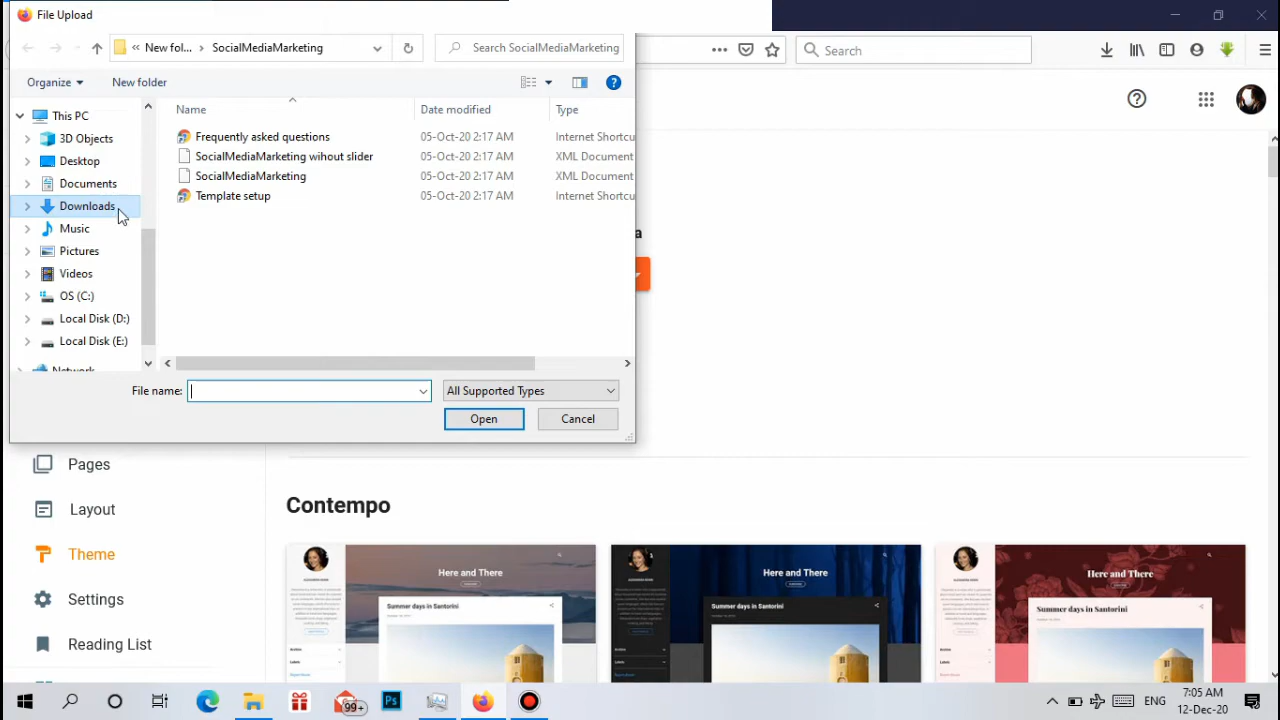 File Upload
« New fol... › SocialMediaMarketing
Search SocialMediaMarketing
Search
Organize
New folder
Name
Date modified
Type
This PC
3D Objects
Desktop
Documents
Downloads
Music
Pictures
Videos
OS (C:)
Local Disk (D:)
Local Disk (E:)
Network
Frequently asked questions 05-Oct-20 2:17 AM Internet Shortcu
SocialMediaMarketing wihout slider 05-Oct-20 2:17 AM XML Document
SocialMediaMarketing 05-Oct-20 2:17 AM XML Document
Template setup 05-Oct-20 2:17 AM Internet Shortcu
a
File name:
All Supported Types
Open
Cancel
Pages
Layout
Theme
Settings
Reading List
Contempo
Here and There
Summer days in Santorini
Here and There
Summer days in Santorini
Here and There
Summer days in Santorini
99+
Ps
ENG
7:05 AM
12-Dec-20